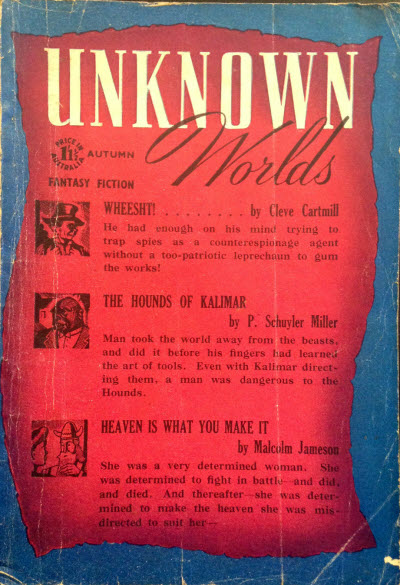 UNKNOWN
Worlds
PRICE IN
AUSTRALIA
AUTUMN
FANTASY FICTION
WHEESHT! . . . . . . . . by Cleve Cartmill
He had enough on his mind trying to
trap spies as a counterespionage agent
without a too-patriotic leprechaun to gum
the works!
THE HOUNDS OF KALIMAR
by P. Schuyler Miller
Man took the world away from the beasts,
and did it before his fingers had learned
the art of tools. Even with Kalimar direct-
ing them, a man was dangerous to the
Hounds.
HEAVEN IS WHAT YOU MAKE IT
by Malcolm Jameson
She was a very determined woman. She
was determined to fight in battle—and did,
and died. And thereafter—she was deter-
mined to make the heaven she was mis-
directed to suit her—